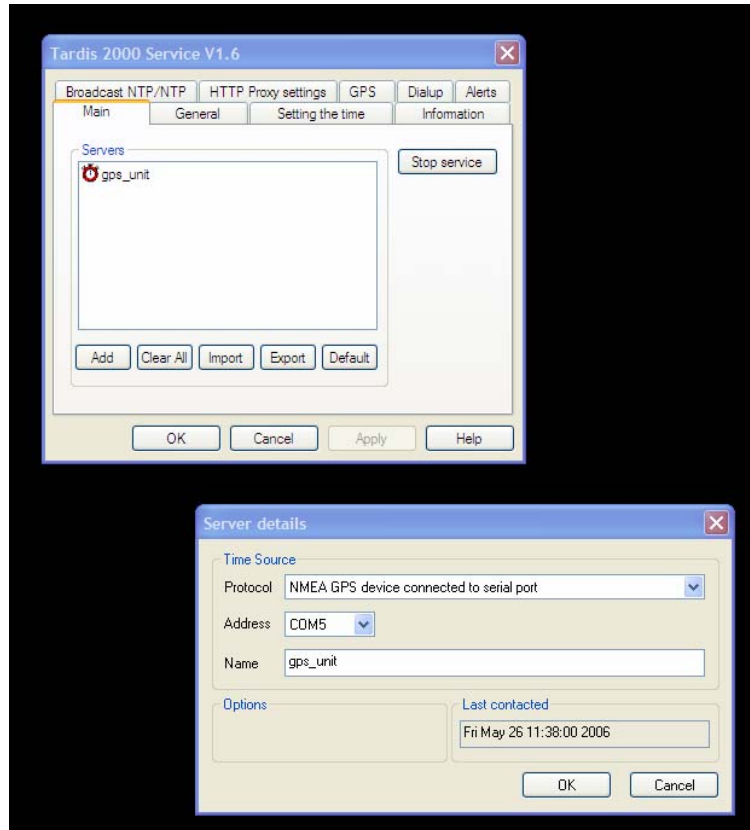 Tardis 2000 Service V1.6
Broadcast NTP/NTP HTTP Proxy settings GPS Dialup Alerts
Main General Setting the time Information
Servers
gps_unit
Stop service
Add Clear All Import Export Default
OK Cancel Apply Help
Server details
Time Source
Protocol NMEA GPS device connected to serial port
Address COM5
Name gps_unit
Options Last contacted
Fri May 26 11:38:00 2006
OK Cancel